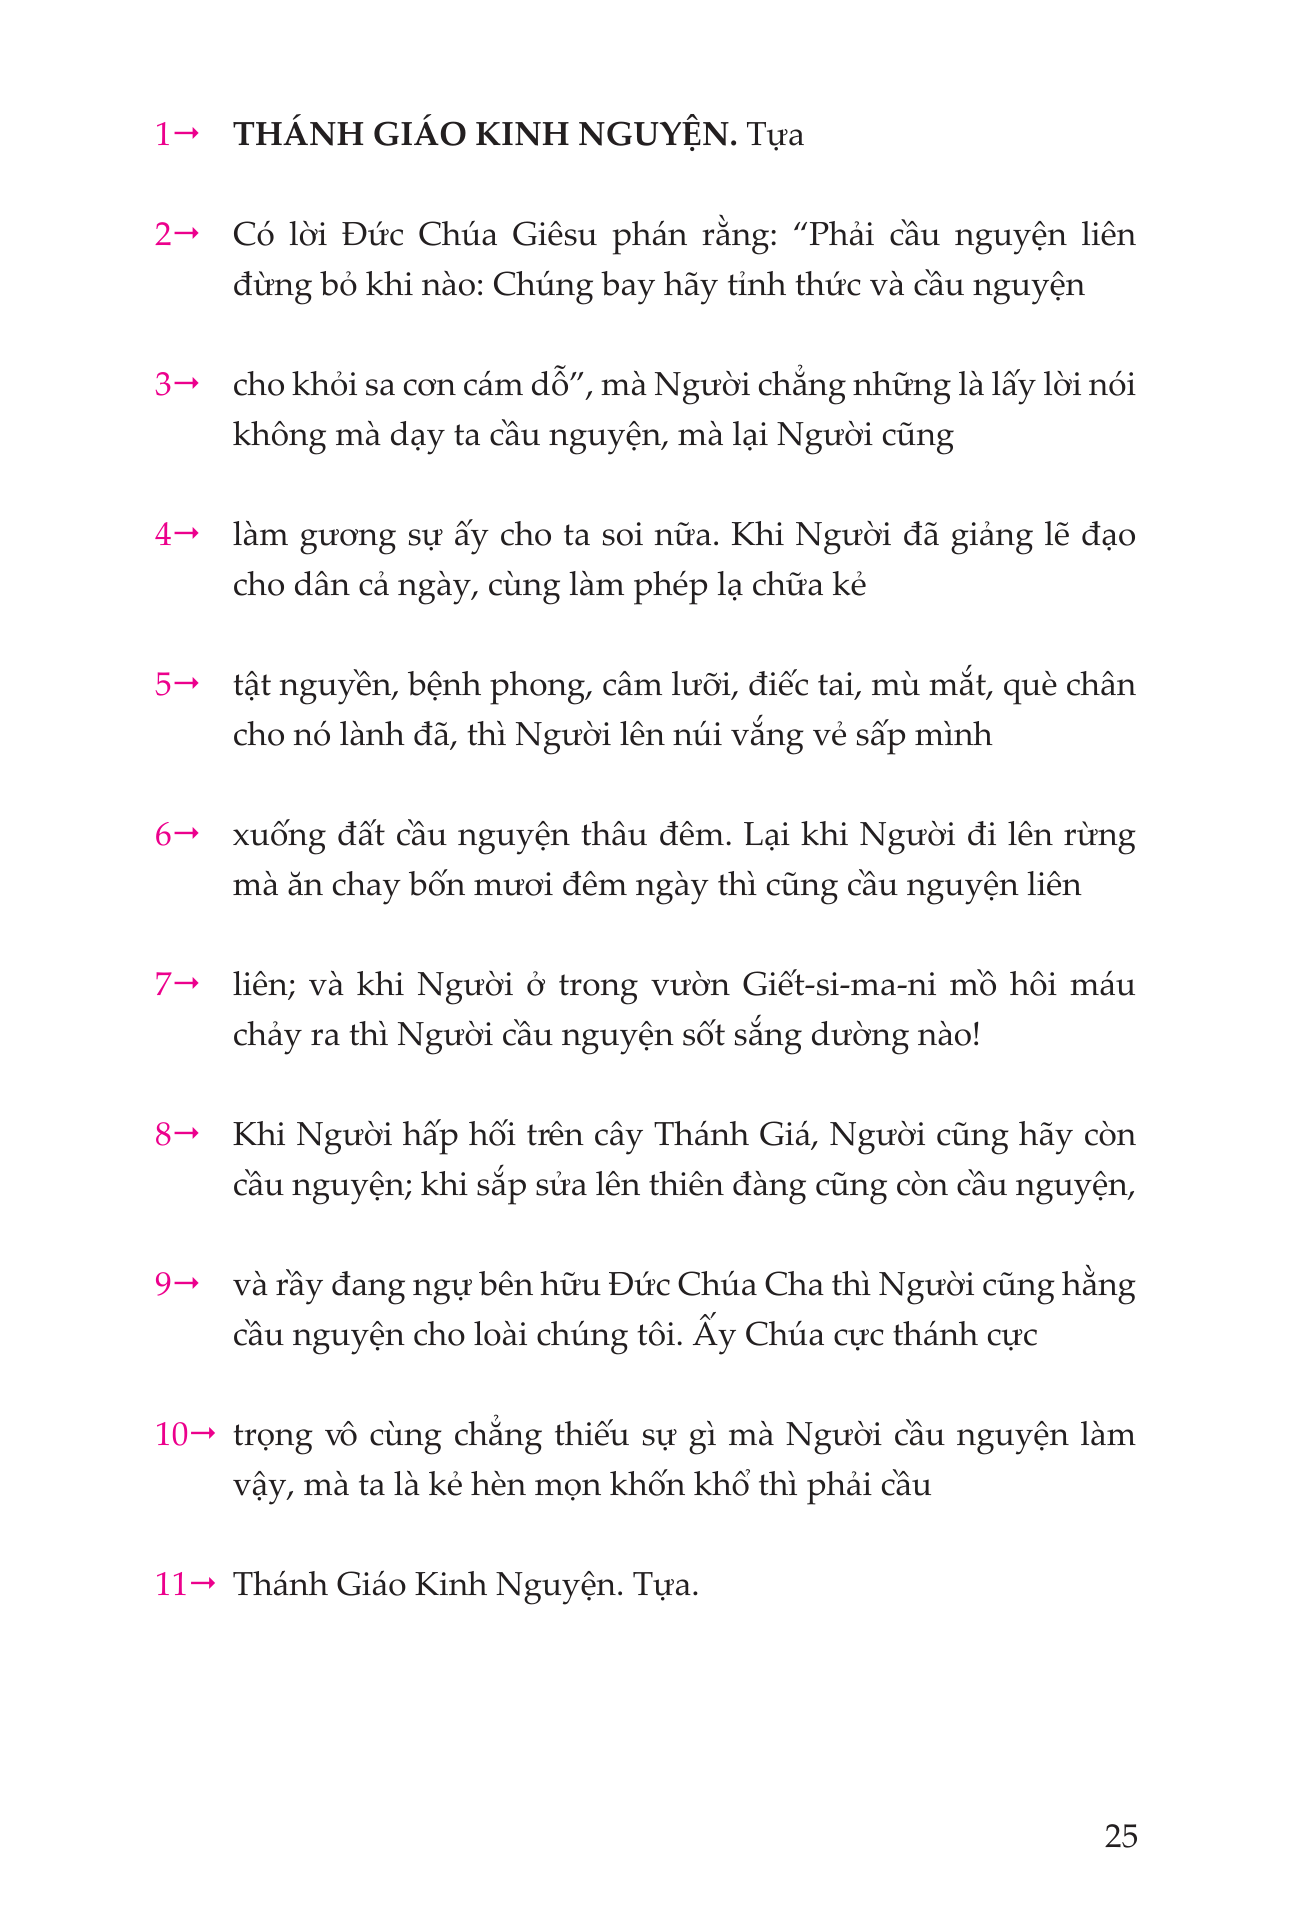 1→ THÁNH GIÁO KINH NGUYỆN. Tựa
2→ Có lời Đức Chúa Giêsu phán rằng: “Phải cầu nguyện liên
đừng bỏ khi nào: Chúng bay hãy tỉnh thức và cầu nguyện
3→ cho khỏi sa cơn cám dỗ”, mà Người chẳng những là lấy lời nói
không mà dạy ta cầu nguyện, mà lại Người cũng
4→ làm gương sự ấy cho ta soi nữa. Khi Người đã giảng lẽ đạo
cho dân cả ngày, cùng làm phép lạ chữa kẻ
5→ tật nguyền, bệnh phong, câm lưỡi, điếc tai, mù mắt, què chân
cho nó lành đã, thì Người lên núi vắng vẻ sấp mình
6→ xuống đất cầu nguyện thâu đêm. Lại khi Người đi lên rừng
mà ăn chay bốn mươi đêm ngày thì cũng cầu nguyện liên
7→ liên; và khi Người ở trong vườn Giết-si-ma-ni mồ hôi máu
chảy ra thì Người cầu nguyện sốt sắng dường nào!
8→ Khi Người hấp hối trên cây Thánh Giá, Người cũng hãy còn
cầu nguyện; khi sắp sửa lên thiên đàng cũng còn cầu nguyện,
9→ và rầy đang ngự bên hữu Đức Chúa Cha thì Người cũng hằng
cầu nguyện cho loài chúng tôi. Ấy Chúa cực thánh cực
10→ trọng vô cùng chẳng thiếu sự gì mà Người cầu nguyện làm
vậy, mà ta là kẻ hèn mọn khốn khổ thì phải cầu
11→ Thánh Giáo Kinh Nguyện. Tựa.
25